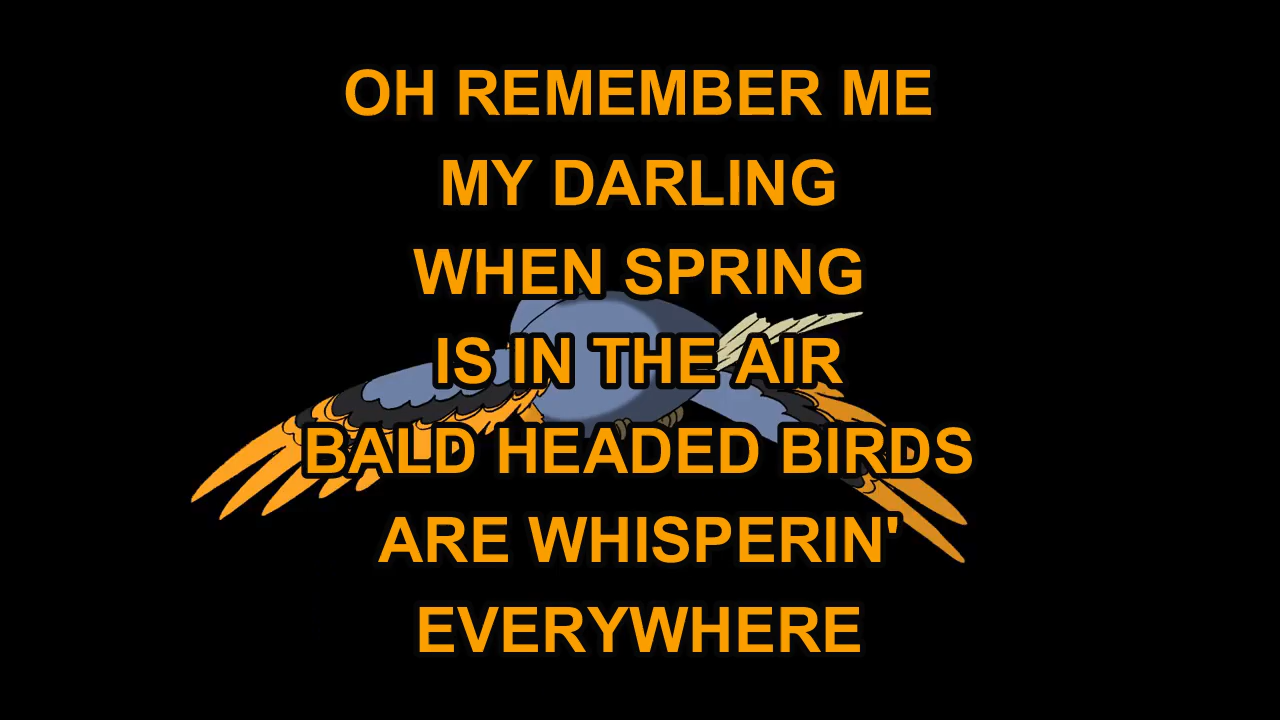 OH REMEMBER ME
MY DARLING
WHEN SPRING
IS IN THE AIR
BALD HEADED BIRDS
ARE WHISPERIN'
EVERYWHERE